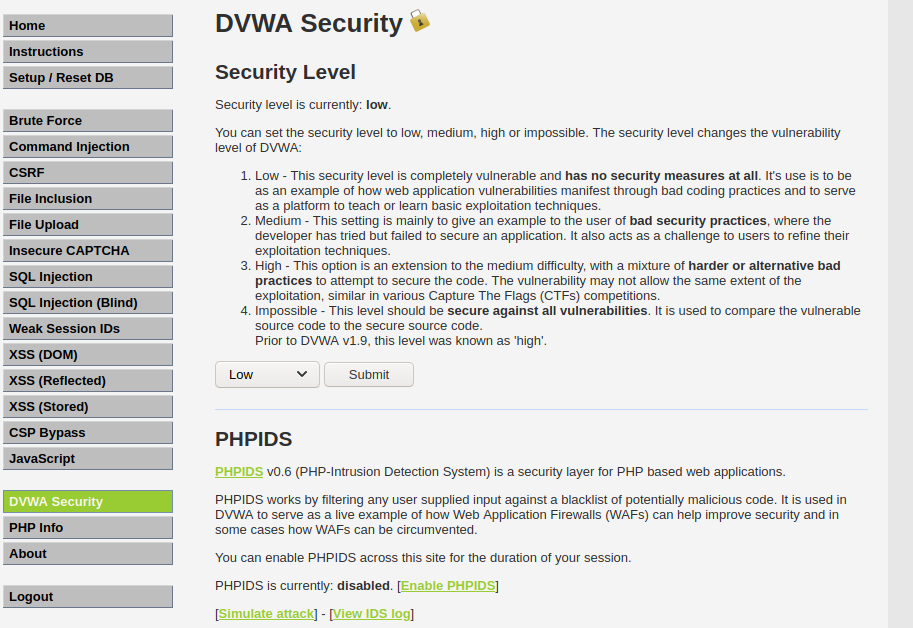 Home
Instructions
Setup / Reset DB
Brute Force
Command Injection
CSRF
File Inclusion
File Upload
Insecure CAPTCHA
SQL Injection
SQL Injection (Blind)
Weak Session IDs
XSS (DOM)
XSS (Reflected)
XSS (Stored)
CSP Bypass
JavaScript
DVWA Security
PHP Info
About
Logout
DVWA Security
Security Level
Security level is currently: low.
You can set the security level to low, medium, high or impossible. The security level changes the vulnerability
level of DVWA:
1. Low - This security level is completely vulnerable and has no security measures at all. It's use is to be
as an example of how web application vulnerabilities manifest through bad coding practices and to serve
as a platform to teach or learn basic exploitation techniques.
2. Medium - This setting is mainly to give an example to the user of bad security practices, where the
developer has tried but failed to secure an application. It also acts as a challenge to users to refine their
exploitation techniques.
3. High - This option is an extension to the medium difficulty, with a mixture of harder or alternative bad
practices to attempt to secure the code. The vulnerability may not allow the same extent of the
exploitation, similar in various Capture The Flags (CTFs) competitions.
4. Impossible - This level should be secure against all vulnerabilities. It is used to compare the vulnerable
source code to the secure source code.
Prior to DVWA v1.9, this level was known as 'high'.
Low Submit
PHPIDS
PHPIDS v0.6 (PHP-Intrusion Detection System) is a security layer for PHP based web applications.
PHPIDS works by filtering any user supplied input against a blacklist of potentially malicious code. It is used in
DVWA to serve as a live example of how Web Application Firewalls (WAFs) can help improve security and in
some cases how WAFs can be circumvented.
You can enable PHPIDS across this site for the duration of your session.
PHPIDS is currently: disabled. [Enable PHPIDS]
[Simulate attack] - [View IDS log]